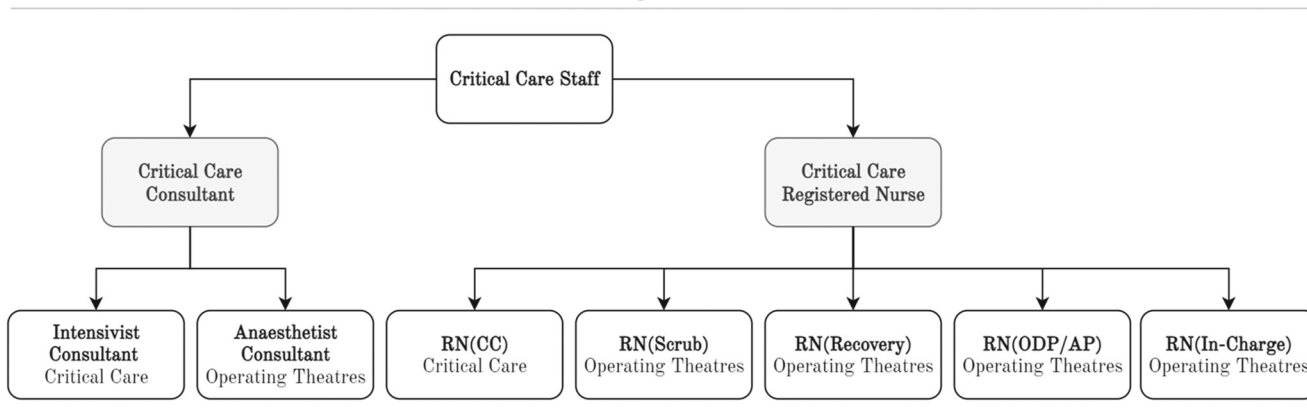 Critical Care Staff
Critical Care
Consultant
Critical Care
Registered Nurse
Intensivist
Consultant
Critical Care
Anaesthetist
Consultant
Operating Theatres
RN(CC)
Critical Care
RN(Scrub)
Operating Theatres
RN(Recovery)
Operating Theatres
RN(ODP/AP)
Operating Theatres
RN(In-Charge)
Operating Theatres